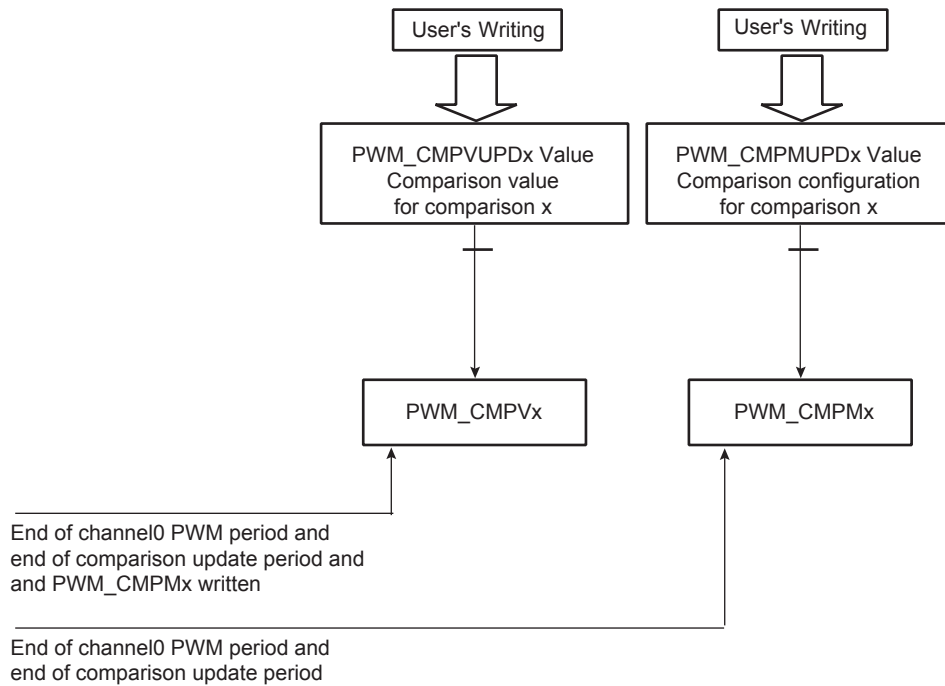 User's Writing
User's Writing
PWM_CMPVUPDx Value
Comparison value
for comparison x
PWM_CMPMUPDx Value
Comparison configuration
for comparison x
PWM_CMPVx
PWM_CMPMx
End of channel0 PWM period and
end of comparison update period and
and PWM_CMPMx written
End of channel0 PWM period and
end of comparison update period